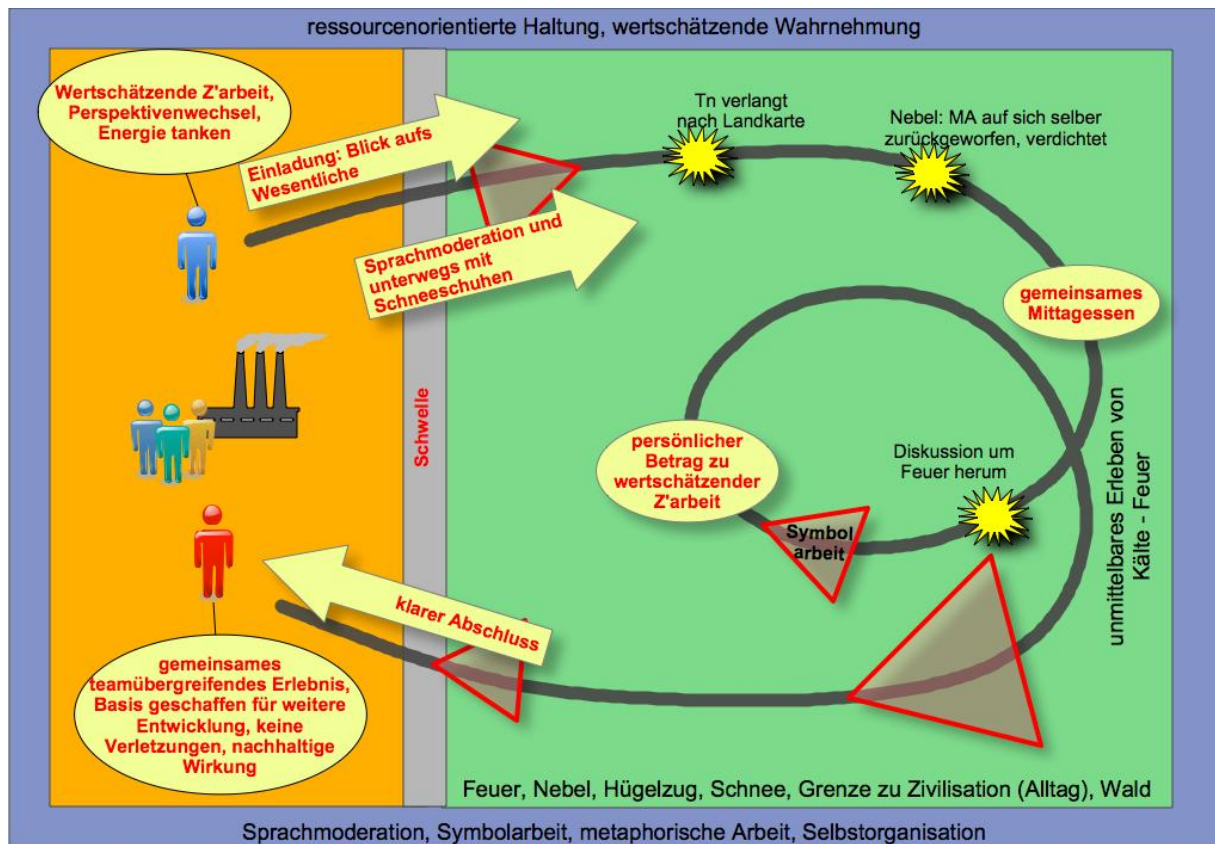 ressourcenorientierte Haltung, wertschätzende Wahrnehmung
Wertschätzende Z'arbeit,
Perspektivenwechsel,
Energie tanken
Einladung: Blick aufs
Wesentliche
Tn verlangt
nach Landkarte
Nebel: MA auf sich selber
zurückgeworfen, verdichtet
Sprachmoderation und
unterwegs mit
Schneeschuhen
gemeinsames
Mittagessen
Schwelle
persönlicher
Betrag zu
wertschätzender
Z'arbeit
Diskussion um
Feuer herum
Symbol
arbeit
unmittelbares Erleben von
Kälte - Feuer
klarer Abschluss
gemeinsames
teamübergreifendes Erlebnis,
Basis geschaffen für weitere
Entwicklung, keine
Verletzungen, nachhaltige
Wirkung
Feuer, Nebel, Hügelzug, Schnee, Grenze zu Zivilisation (Alltag), Wald
Sprachmoderation, Symbolarbeit, metaphorische Arbeit, Selbstorganisation